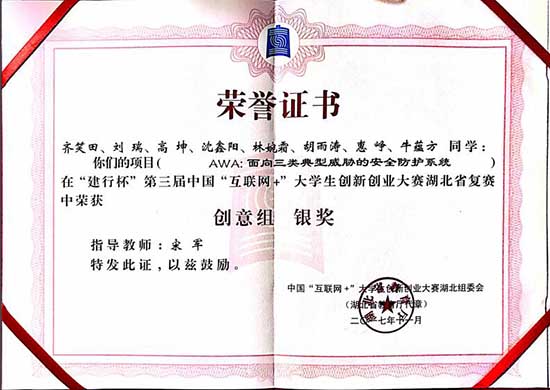 荣誉证书
齐笑田、刘 瑞、高 坤、沈鑫阳、林婉霜、胡雨涛、惠 峥、牛蕴方 同学：
你们的项目( AWA:面向三类典型威胁的安全防护系统 )
在“建行杯”第三届中国“互联网+”大学生创新创业大赛湖北省复赛
中荣获
创意组 银奖
指导教师：宋 军
特发此证，以兹鼓励。
中国“互联网+”大学生创新创业大赛湖北组委会
（湖北省教育厅代章）
二〇一七年十一月